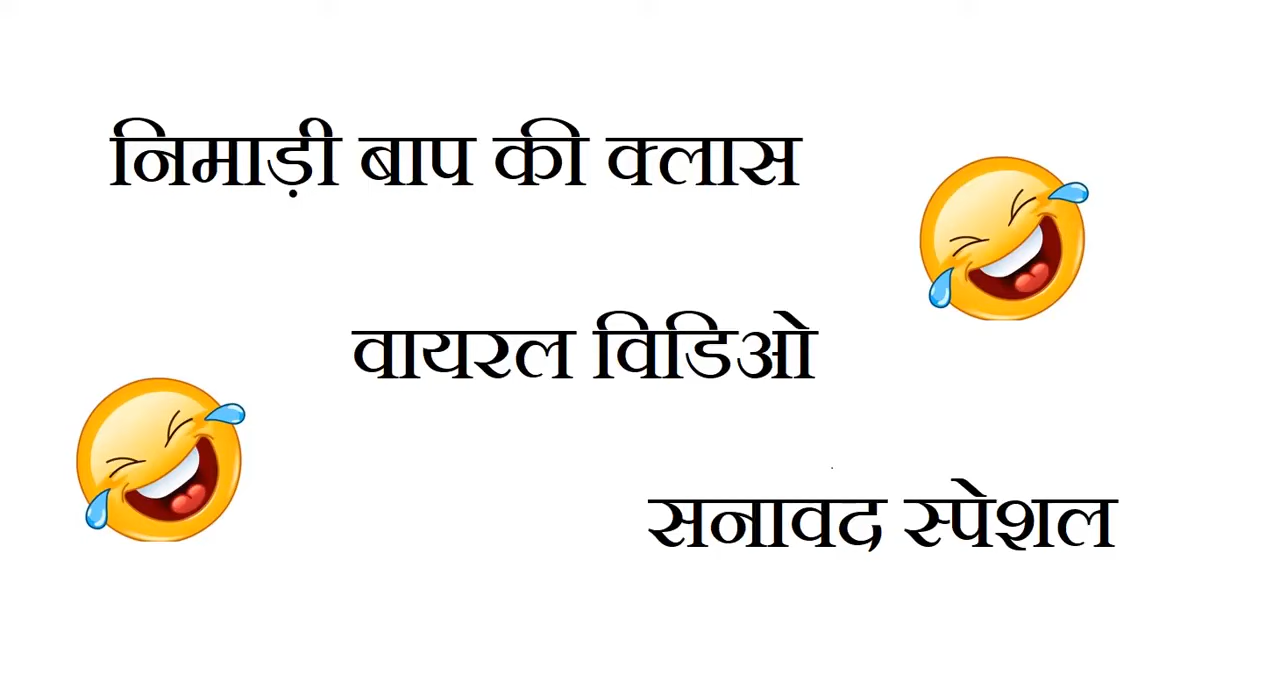 निमाड़ी बाप की क्लास
वायरल विडिओ
सनावद स्पेशल